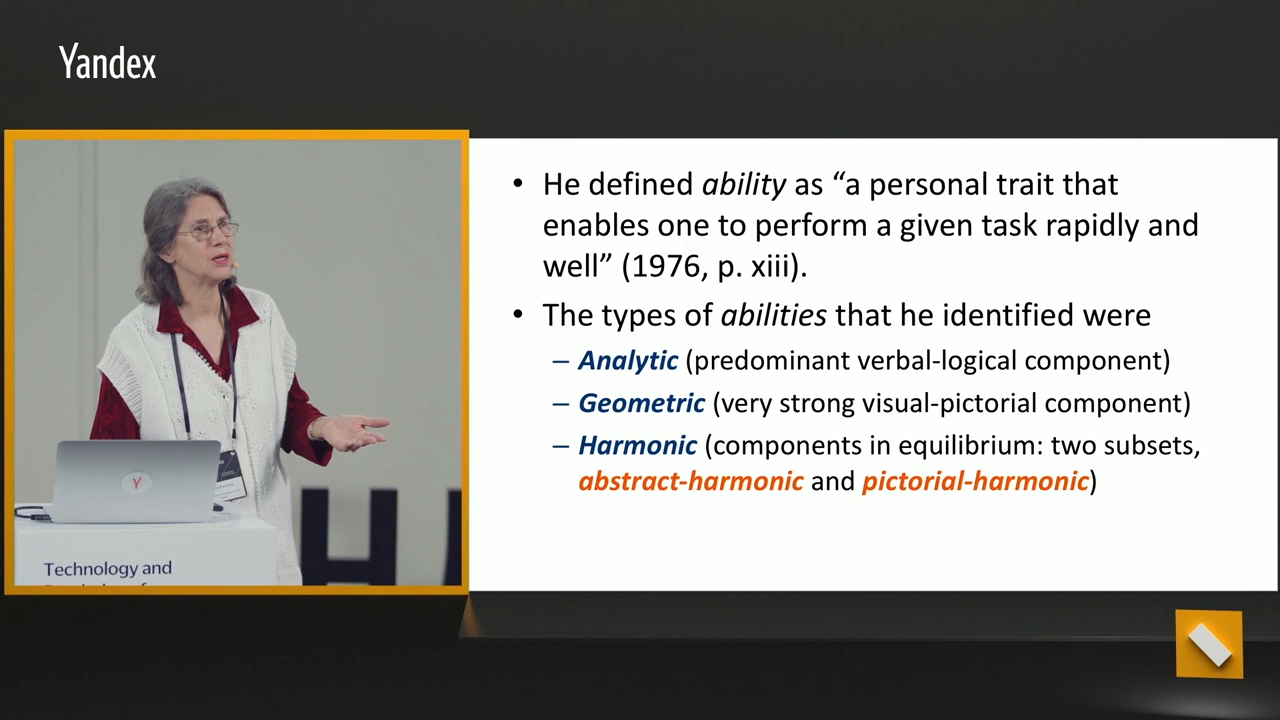 Yandex
• He defined ability as “a personal trait that
enables one to perform a given task rapidly and
well” (1976, p. xiii).
• The types of abilities that he identified were
– Analytic (predominant verbal-logical component)
– Geometric (very strong visual-pictorial component)
– Harmonic (components in equilibrium: two subsets,
abstract-harmonic and pictorial-harmonic)
Y
Technology and
H